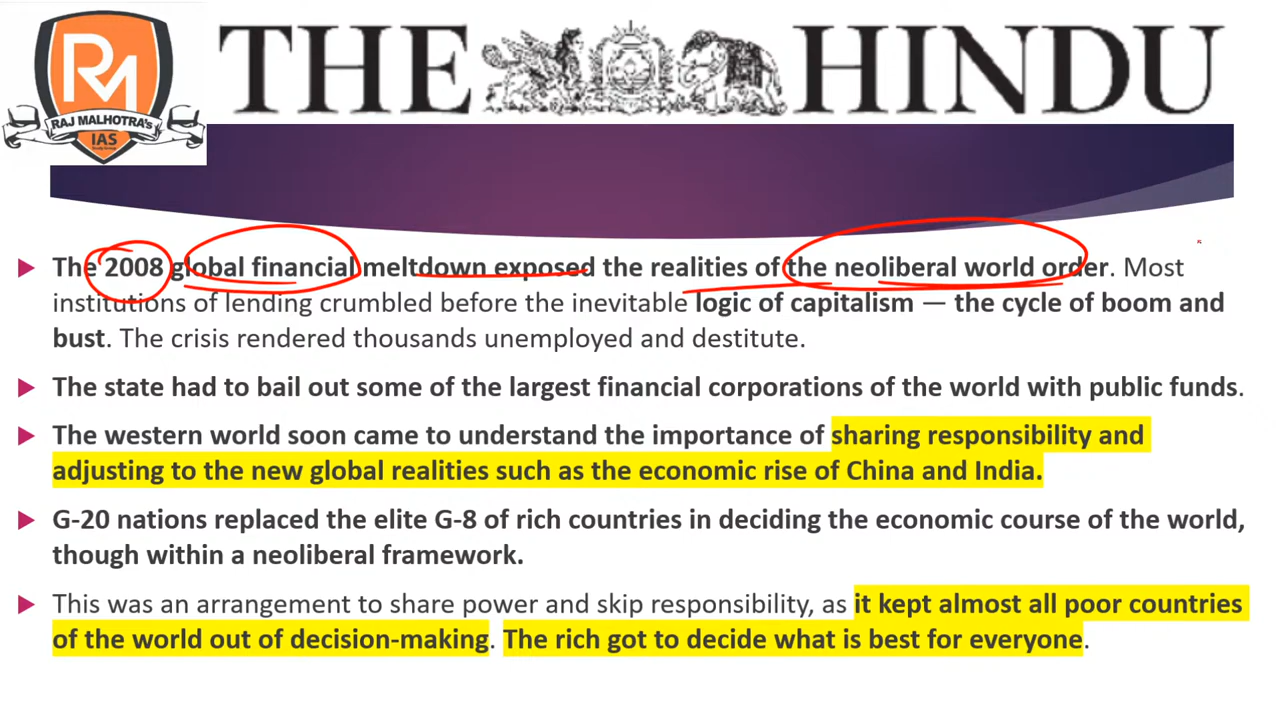 RM
RAJ MALHOTRA'S
IAS
THE HINDU
The 2008 global financial meltdown exposed the realities of the neoliberal world order. Most
institutions of lending crumbled before the inevitable logic of capitalism — the cycle of boom and
bust. The crisis rendered thousands unemployed and destitute.
The state had to bail out some of the largest financial corporations of the world with public funds.
The western world soon came to understand the importance of sharing responsibility and
adjusting to the new global realities such as the economic rise of China and India.
G-20 nations replaced the elite G-8 of rich countries in deciding the economic course of the world,
though within a neoliberal framework.
This was an arrangement to share power and skip responsibility, as it kept almost all poor countries
of the world out of decision-making. The rich got to decide what is best for everyone.